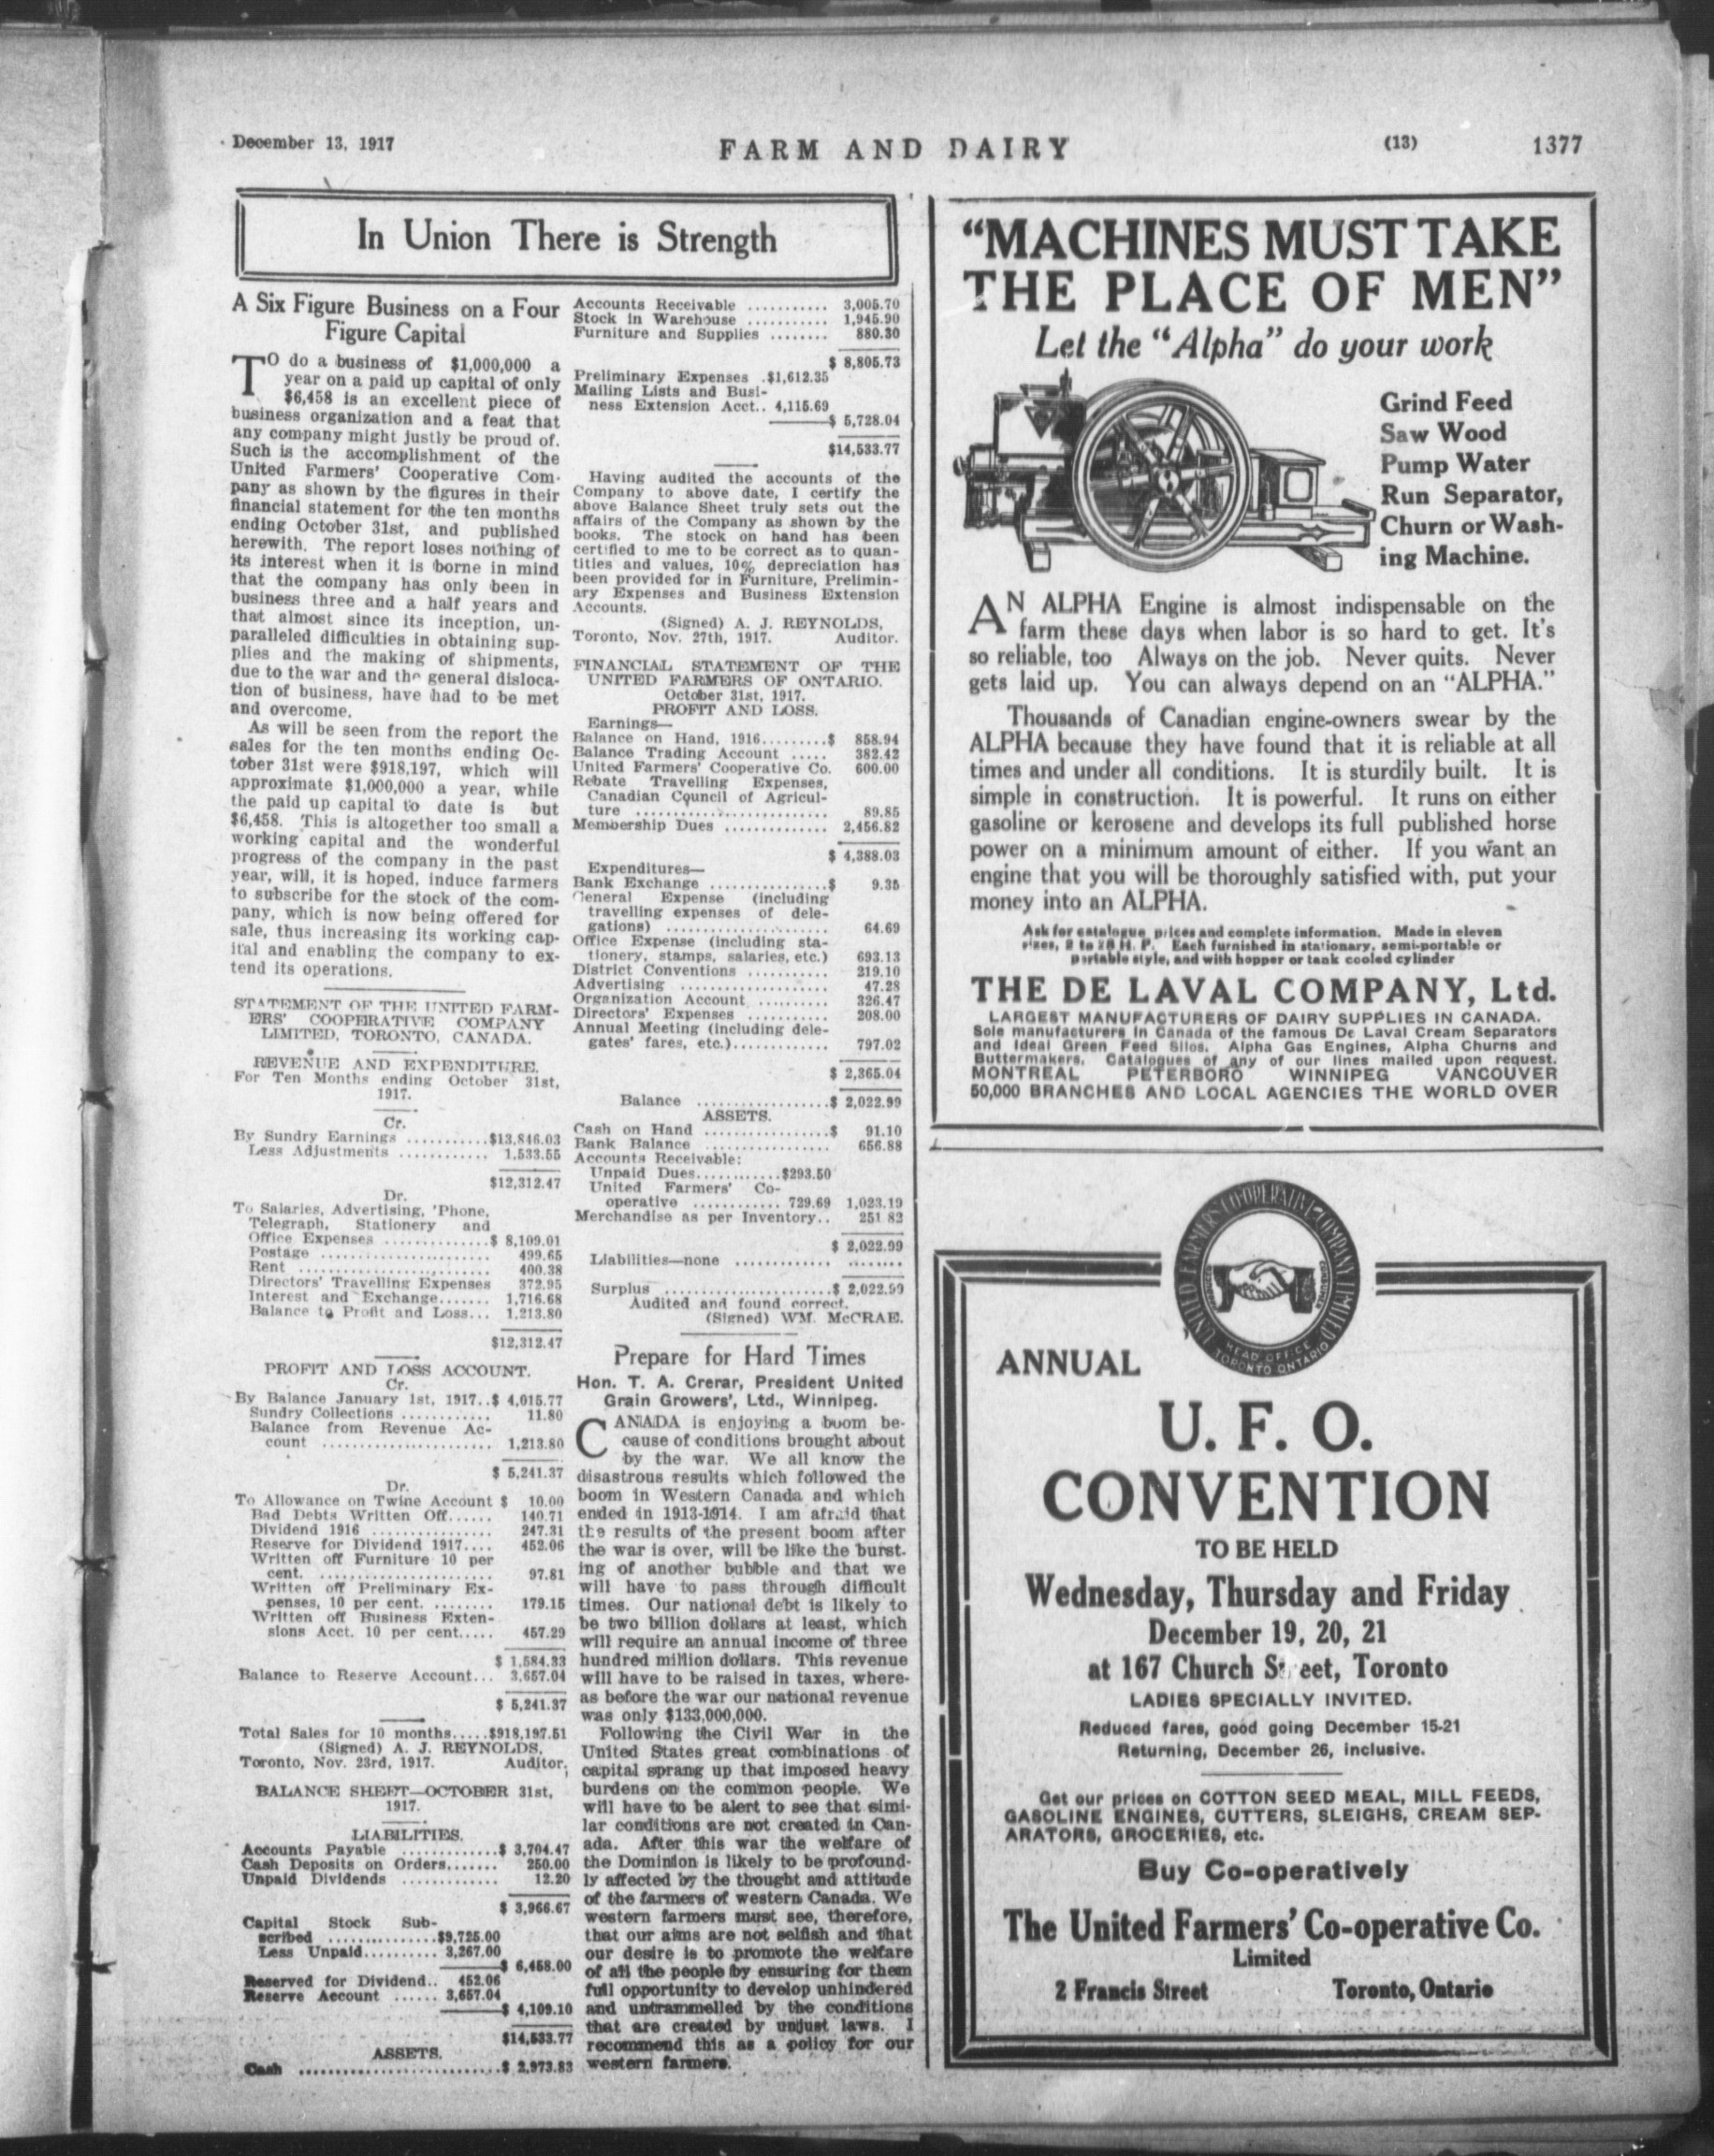 December 13, 1917
FARM AND DAIRY
(13)
1377
In Union There is Strength
A Six Figure Business on a Four
Figure Capital
TO do a business of $1,000,000 a
year on a paid up capital of only
$6,458 is an excellent piece of
business organization and a feat that
any company might justly be proud of.
Such is the accomplishment of the
United Farmers' Cooperative Com-
pany as shown by the figures in their
financial statement for the ten months
ending October 31st, and published
herewith. The report loses nothing of
its interest when it is borne in mind
that the company has only been in
business three and a half years and
that almost since its inception, un-
paralleled difficulties in obtaining sup-
plies and the making of shipments,
due to the war and the general disloca-
tion of business, have had to be met
and overcome.
As will be seen from the report the
sales for the ten months ending Oc-
tober 31st were $918,197, which will
approximate $1,000,000 a year, while
the paid up capital to date is but
$6,458. This is altogether too small a
working capital and the wonderful
progress of the company in the past
year, will, it is hoped, induce farmers
to subscribe for the stock of the com-
pany, which is now being offered for
sale, thus increasing its working cap-
ital and enabling the company to ex-
tend its operations.
STATEMENT OF THE UNITED FARM-
ERS' COOPERATIVE COMPANY
LIMITED, TORONTO, CANADA.
REVENUE AND EXPENDITURE.
For Ten Months ending October 31st,
1917.
Cr.
By Sundry Earnings ...........$13,846.03
Less Adjustments ............ 1,533.55
$12,312.47
Dr.
To Salaries, Advertising, 'Phone,
Telegraph, Stationery and
Office Expenses .............$ 8,109.01
Postage ....................... 499.65
Rent .......................... 400.38
Directors' Travelling Expenses 372.95
Interest and Exchange....... 1,716.68
Balance to Profit and Loss... 1,213.80
$12,312.47
PROFIT AND LOSS ACCOUNT.
Cr.
By Balance January 1st, 1917..$ 4,015.77
Sundry Collections ............ 11.80
Balance from Revenue Ac-
count ....................... 1,213.80
$ 5,241.37
Dr.
To Allowance on Twine Account $ 10.00
Bad Debts Written Off...... 140.71
Dividend 1916 ................ 247.31
Reserve for Dividend 1917.... 452.06
Written off Furniture 10 per
cent. ....................... 97.81
Written off Preliminary Ex-
penses, 10 per cent. ........ 179.15
Written off Business Exten-
sions Acct. 10 per cent..... 457.29
$ 1,584.33
Balance to Reserve Account... 3,657.04
$ 5,241.37
Total Sales for 10 months.....$918,197.51
(Signed) A. J. REYNOLDS,
Toronto, Nov. 23rd, 1917. Auditor.
BALANCE SHEET—OCTOBER 31st,
1917.
LIABILITIES.
Accounts Payable .............$ 3,704.47
Cash Deposits on Orders....... 250.00
Unpaid Dividends ............. 12.20
$ 3,966.67
Capital Stock Sub-
scribed ..............$9,725.00
Less Unpaid.......... 3,267.00
$ 6,458.00
Reserved for Dividend.. 452.06
Reserve Account ...... 3,657.04
$ 4,109.10
$14,533.77
ASSETS.
Cash ...........................$ 2,973.83
Accounts Receivable ........... 3,005.70
Stock in Warehouse ........... 1,945.90
Furniture and Supplies ........ 880.30
$ 8,805.73
Preliminary Expenses .$1,612.35
Mailing Lists and Busi-
ness Extension Acct.. 4,115.69
$ 5,728.04
$14,533.77
Having audited the accounts of the
Company to above date, I certify the
above Balance Sheet truly sets out the
affairs of the Company as shown by the
books. The stock on hand has been
certified to me to be correct as to quan-
tities and values, 10% depreciation has
been provided for in Furniture, Prelimin-
ary Expenses and Business Extension
Accounts.
(Signed) A. J. REYNOLDS,
Toronto, Nov. 27th, 1917. Auditor.
FINANCIAL STATEMENT OF THE
UNITED FARMERS OF ONTARIO.
October 31st, 1917.
PROFIT AND LOSS.
Earnings—
Balance on Hand, 1916.........$ 858.94
Balance Trading Account ..... 382.42
United Farmers' Cooperative Co. 600.00
Rebate Travelling Expenses,
Canadian Council of Agricul-
ture .......................... 89.85
Membership Dues .............. 2,456.82
$ 4,388.03
Expenditures—
Bank Exchange ................$ 9.35
General Expense (including
travelling expenses of dele-
gations) ...................... 64.69
Office Expense (including sta-
tionery, stamps, salaries, etc.) 693.13
District Conventions ........... 219.10
Advertising .................... 47.28
Organization Account .......... 326.47
Directors' Expenses ........... 208.00
Annual Meeting (including dele-
gates' fares, etc.)............. 797.02
$ 2,365.04
Balance ..................$ 2,022.99
ASSETS.
Cash on Hand .................$ 91.10
Bank Balance ................. 656.88
Accounts Receivable:
Unpaid Dues............$293.50
United Farmers' Co-
operative ............ 729.69 1,023.19
Merchandise as per Inventory.. 251 82
$ 2,022.99
Liabilities—none ............. ........
Surplus .......................$ 2,022.99
Audited and found correct.
(Signed) WM. McCRAE.
Prepare for Hard Times
Hon. T. A. Crerar, President United
Grain Growers', Ltd., Winnipeg.
CANADA is enjoying a boom be-
cause of conditions brought about
by the war. We all know the
disastrous results which followed the
boom in Western Canada and which
ended in 1913-1914. I am afraid that
the results of the present boom after
the war is over, will be like the burst-
ing of another bubble and that we
will have to pass through difficult
times. Our national debt is likely to
be two billion dollars at least, which
will require an annual income of three
hundred million dollars. This revenue
will have to be raised in taxes, where-
as before the war our national revenue
was only $133,000,000.
Following the Civil War in the
United States great combinations of
capital sprang up that imposed heavy
burdens on the common people. We
will have to be alert to see that simi-
lar conditions are not created in Can-
ada. After this war the welfare of
the Dominion is likely to be profound-
ly affected by the thought and attitude
of the farmers of western Canada. We
western farmers must see, therefore,
that our aims are not selfish and that
our desire is to promote the welfare
of all the people by ensuring for them
full opportunity to develop unhindered
and untrammelled by the conditions
that are created by unjust laws. I
recommend this as a policy for our
western farmers.
"MACHINES MUST TAKE
THE PLACE OF MEN"
Let the "Alpha" do your work
Grind Feed
Saw Wood
Pump Water
Run Separator,
Churn or Wash-
ing Machine.
AN ALPHA Engine is almost indispensable on the
farm these days when labor is so hard to get. It's
so reliable, too Always on the job. Never quits. Never
gets laid up. You can always depend on an "ALPHA."
Thousands of Canadian engine-owners swear by the
ALPHA because they have found that it is reliable at all
times and under all conditions. It is sturdily built. It is
simple in construction. It is powerful. It runs on either
gasoline or kerosene and develops its full published horse
power on a minimum amount of either. If you want an
engine that you will be thoroughly satisfied with, put your
money into an ALPHA.
Ask for catalogue prices and complete information. Made in eleven
sizes, 2 to 28 H. P. Each furnished in stationary, semi-portable or
portable style, and with hopper or tank cooled cylinder
THE DE LAVAL COMPANY, Ltd.
LARGEST MANUFACTURERS OF DAIRY SUPPLIES IN CANADA.
Sole manufacturers in Canada of the famous De Laval Cream Separators
and Ideal Green Feed Silos. Alpha Gas Engines, Alpha Churns and
Buttermakers. Catalogues of any of our lines mailed upon request.
MONTREAL PETERBORO WINNIPEG VANCOUVER
50,000 BRANCHES AND LOCAL AGENCIES THE WORLD OVER
UNITED FARMERS CO-OPERATIVE COMPANY LIMITED
HEAD OFFICE
TORONTO ONTARIO
ANNUAL
U. F. O.
CONVENTION
TO BE HELD
Wednesday, Thursday and Friday
December 19, 20, 21
at 167 Church Street, Toronto
LADIES SPECIALLY INVITED.
Reduced fares, good going December 15-21
Returning, December 26, inclusive.
Get our prices on COTTON SEED MEAL, MILL FEEDS,
GASOLINE ENGINES, CUTTERS, SLEIGHS, CREAM SEP-
ARATORS, GROCERIES, etc.
Buy Co-operatively
The United Farmers' Co-operative Co.
Limited
2 Francis Street Toronto, Ontario